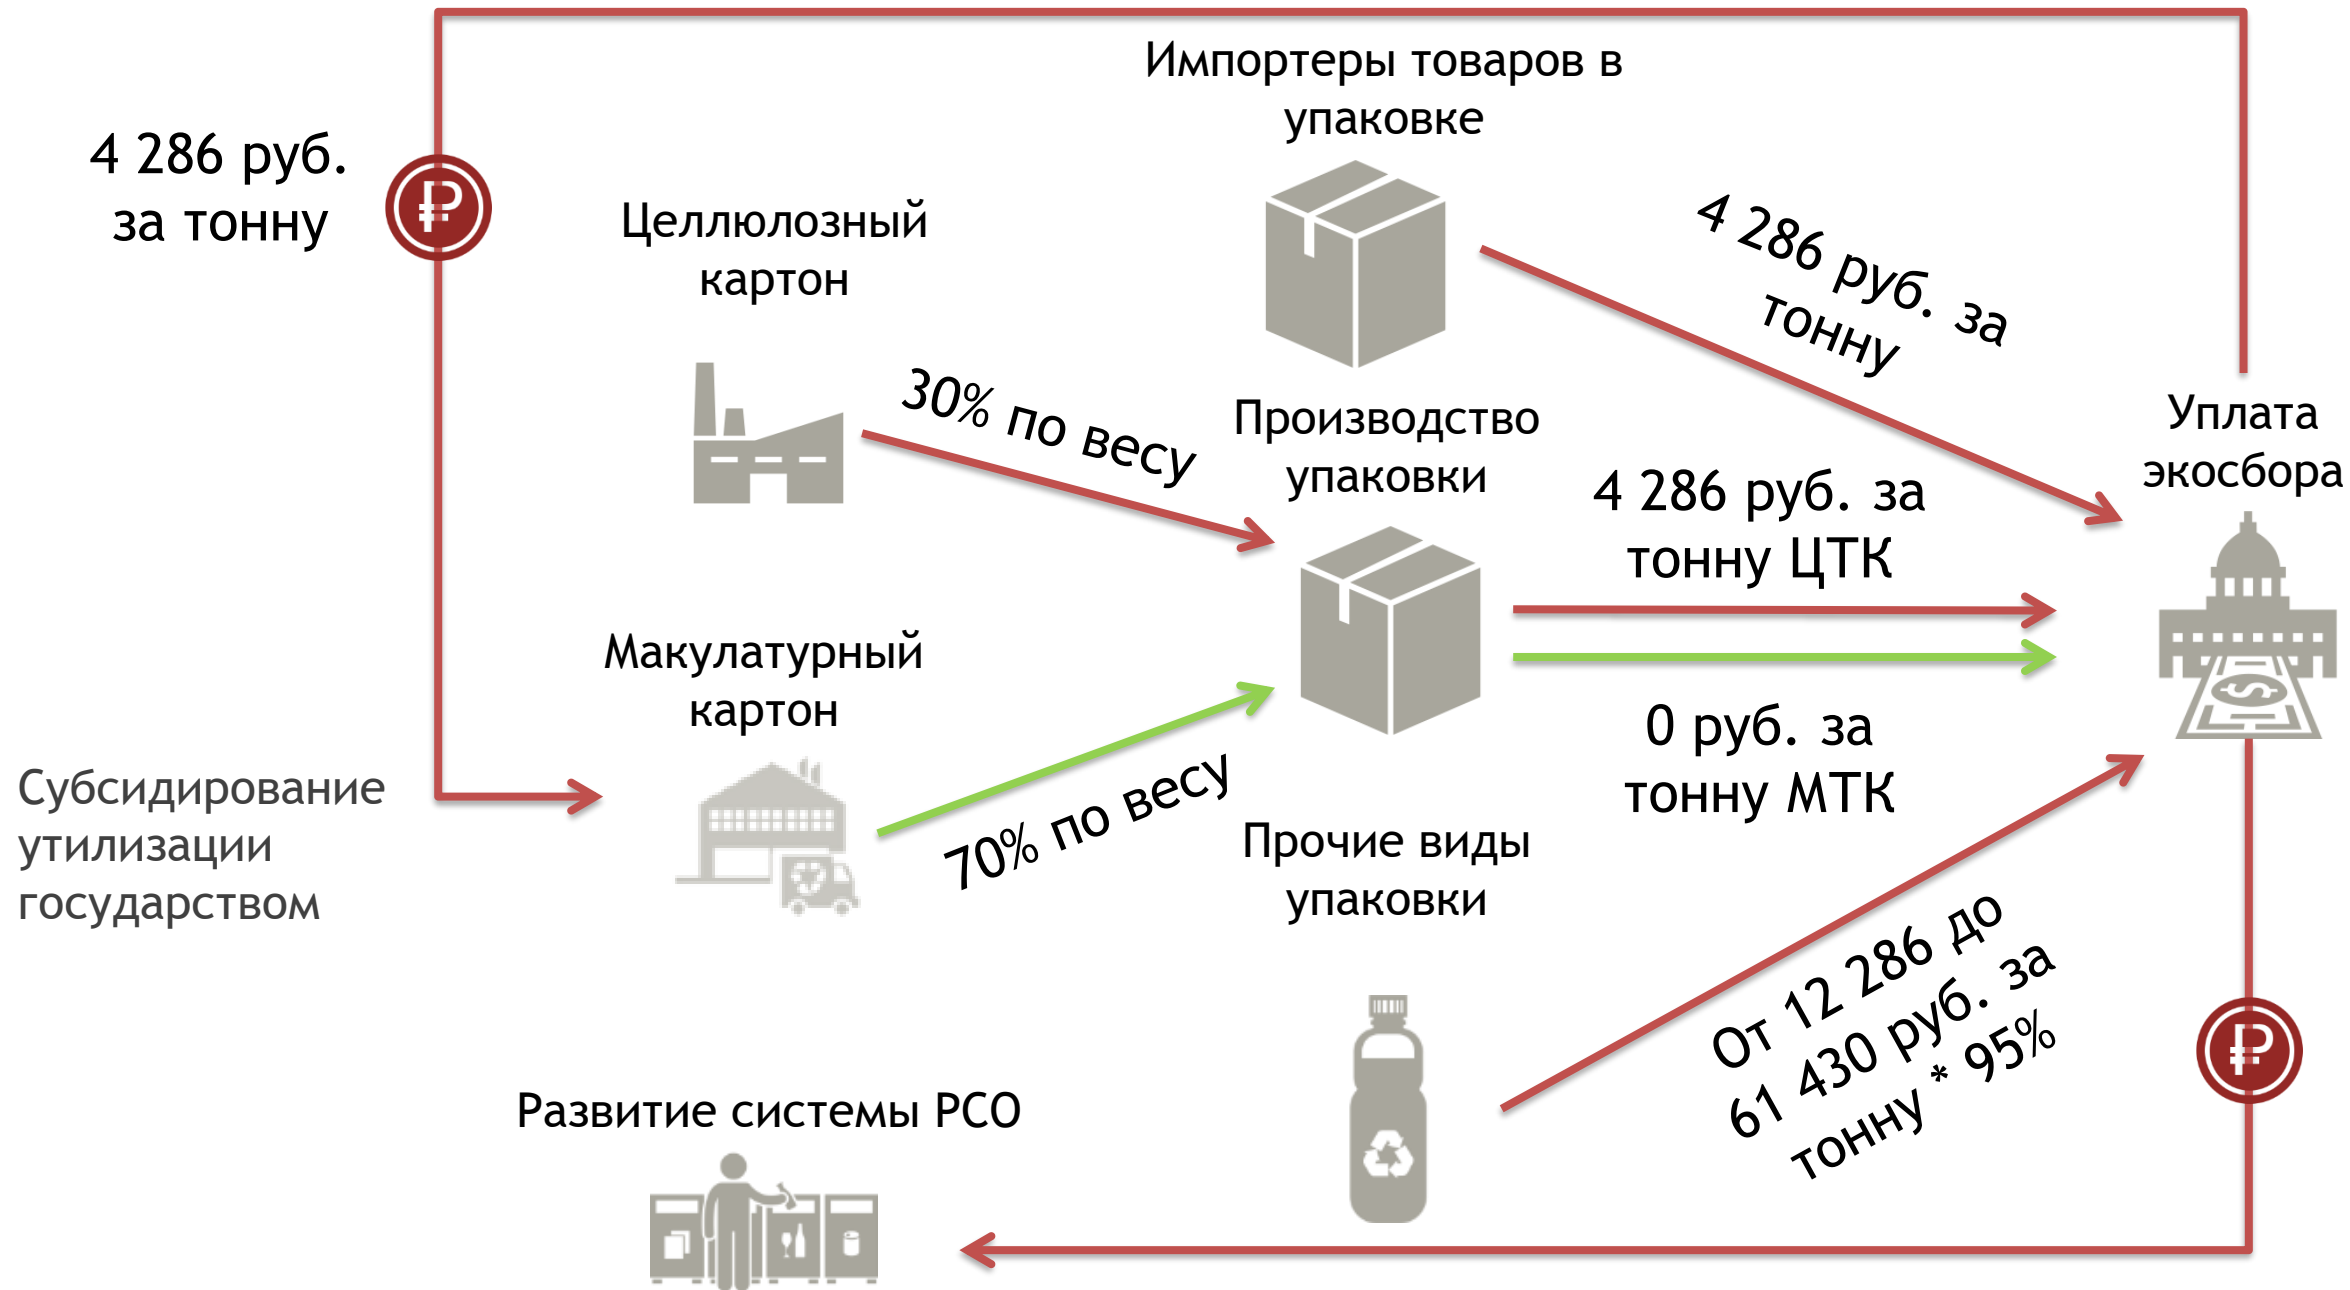 Импортеры товаров в
упаковке
4 286 руб.
за тонну
Целлюлозный
картон
4 286 руб. за
тонну
30% по весу
Производство
упаковки
Уплата
экосбора
4 286 руб. за
тонну ЦТК
Макулатурный
картон
0 руб. за
тонну МТК
70% по весу
Субсидирование
утилизации
государством
Прочие виды
упаковки
От 12 286 до
61 430 руб. за
тонну * 95%
Развитие системы РСО